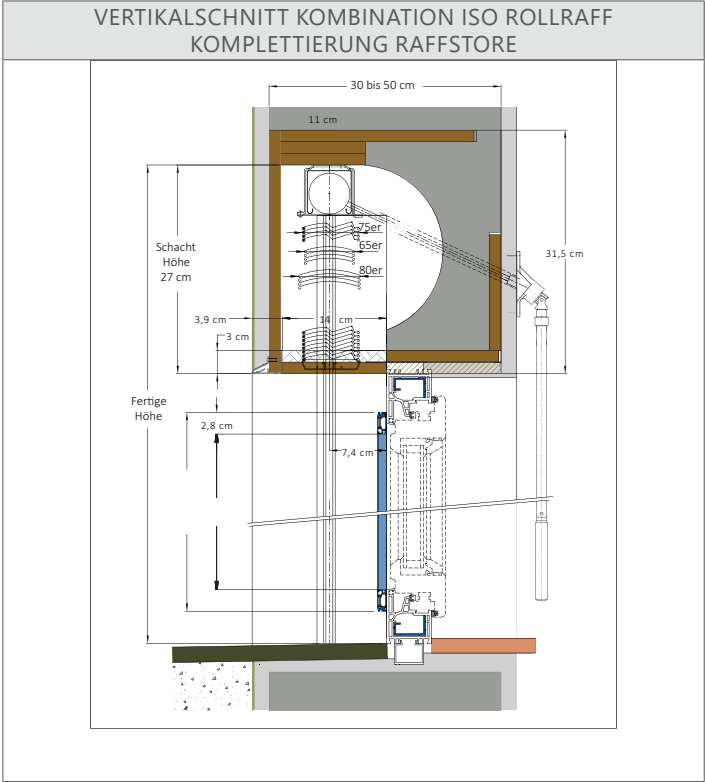 VERTIKALSCHNITT KOMBINATION ISO ROLLRAFF
KOMPLETTIERUNG RAFFSTORE
30 bis 50 cm
11 cm
75er
65er
80er
Schacht
Höhe
27 cm
31,5 cm
3,9 cm
14 cm
3 cm
Fertige
Höhe
2,8 cm
7,4 cm